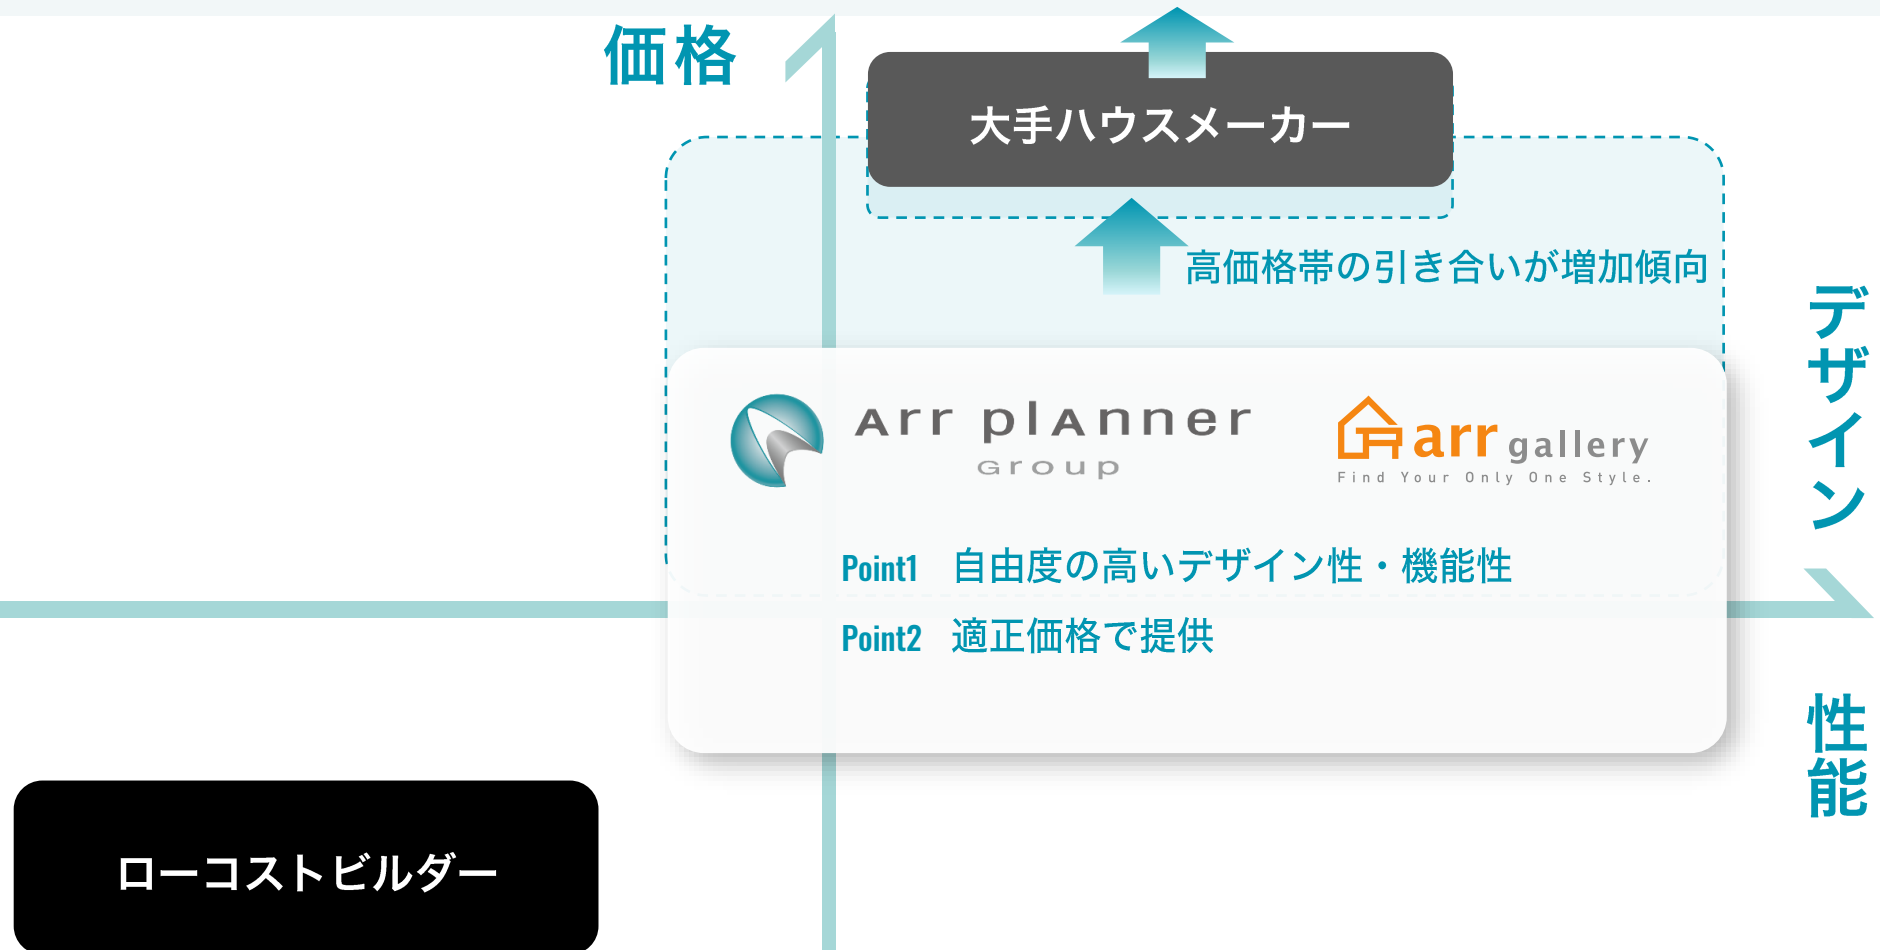 価格
大手ハウスメーカー
高価格帯の引き合いが増加傾向
デザイン
性能
Arr plAnner
Group
arr gallery
Find Your Only One Style.
Point1 自由度の高いデザイン性・機能性
Point2 適正価格で提供
ローコストビルダー